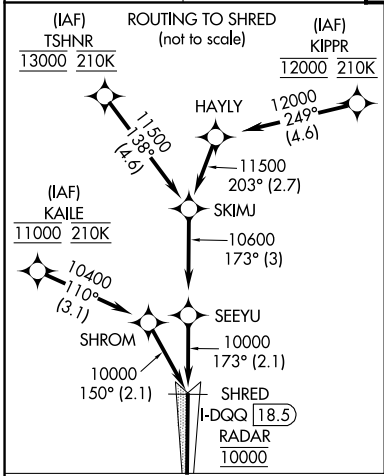 ROUTING TO SHRED
(not to scale)
(IAF)
TSHNR
13000 210K
(IAF)
KIPPR
12000 210K
HAYLY
12000
249°
(4.6)
11500
138°
(4.6)
11500
203° (2.7)
SKIMJ
(IAF)
KAILE
11000 210K
10600
173° (3)
10400
110°
(3.1)
SEEYU
SHROM
10000
173° (2.1)
10000
150° (2.1)
SHRED
I-DQQ 18.5
RADAR
10000